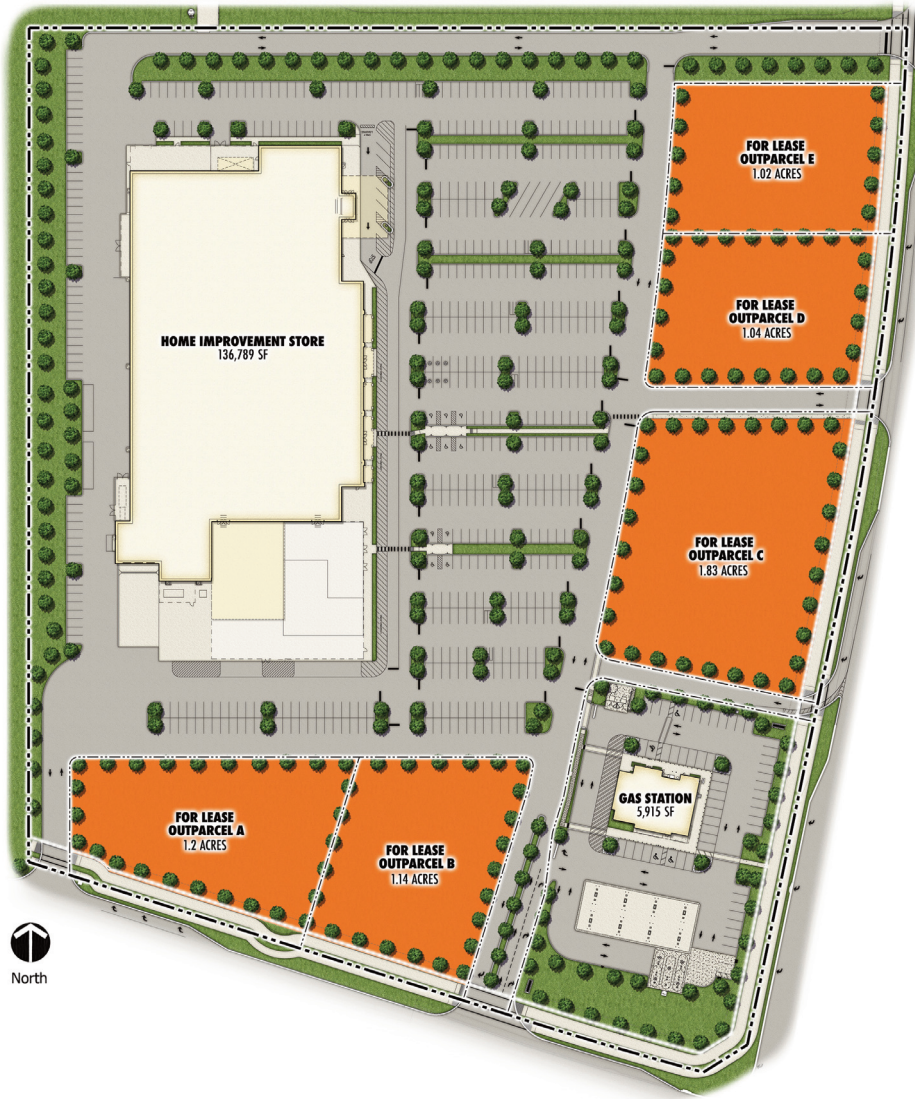 FOR LEASE
OUTPARCEL E
1.02 ACRES
FOR LEASE
OUTPARCEL D
1.04 ACRES
HOME IMPROVEMENT STORE
136,789 SF
FOR LEASE
OUTPARCEL C
1.83 ACRES
GAS STATION
5,915 SF
FOR LEASE
OUTPARCEL A
1.2 ACRES
FOR LEASE
OUTPARCEL B
1.14 ACRES
North